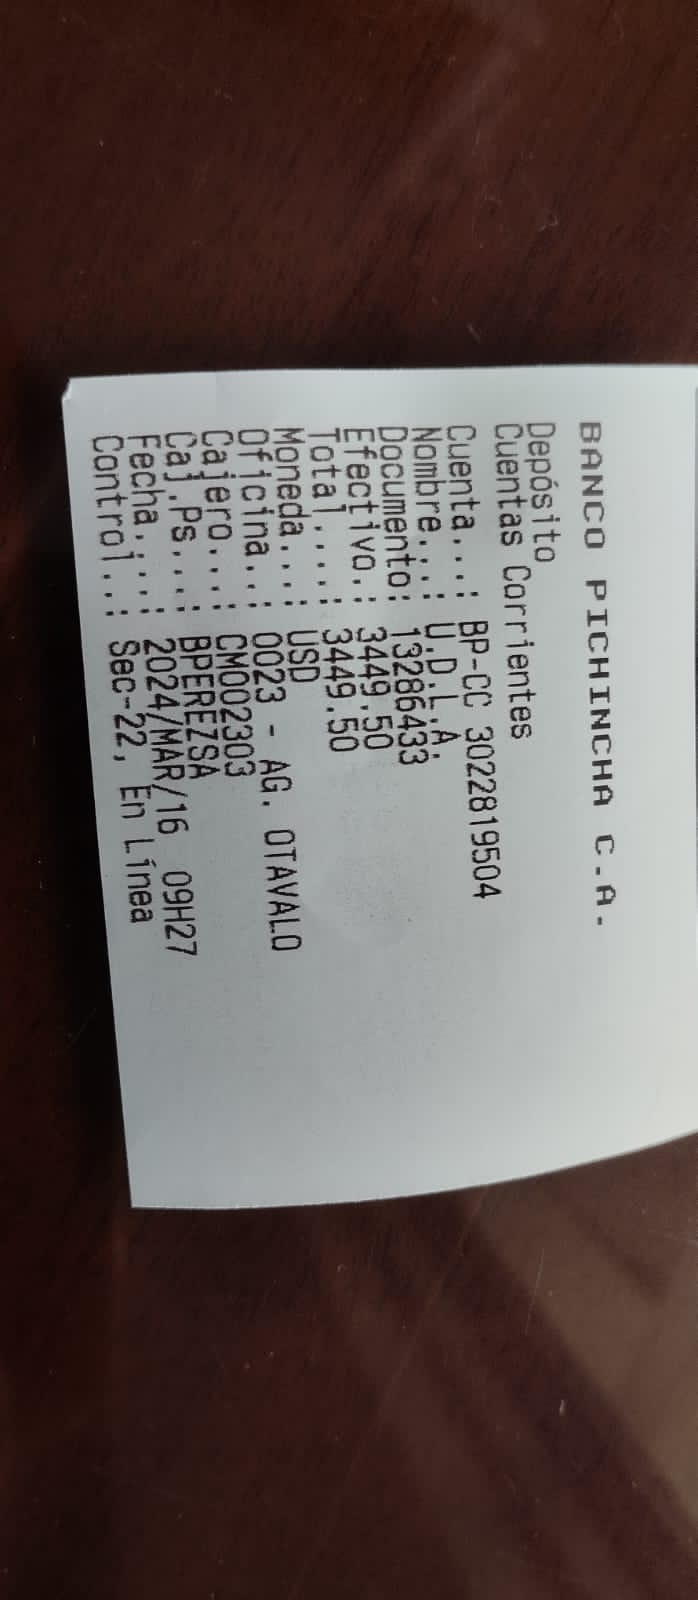 BANCO PICHINCHA C.A.
Depósito
Cuentas Corrientes
Cuenta...: BP-CC 3022819504
Nombre...: U.D.L.A.
Documento: 13286433
Efectivo.: 3449.50
Total....: 3449.50
Moneda...: USD
Oficina..: 0023 - AG. OTAVALO
Cajero...: CM002303
Caj.Ps...: BPEREZSA
Fecha....: 2024/MAR/16 09H27
Control..: Sec-22, En Línea